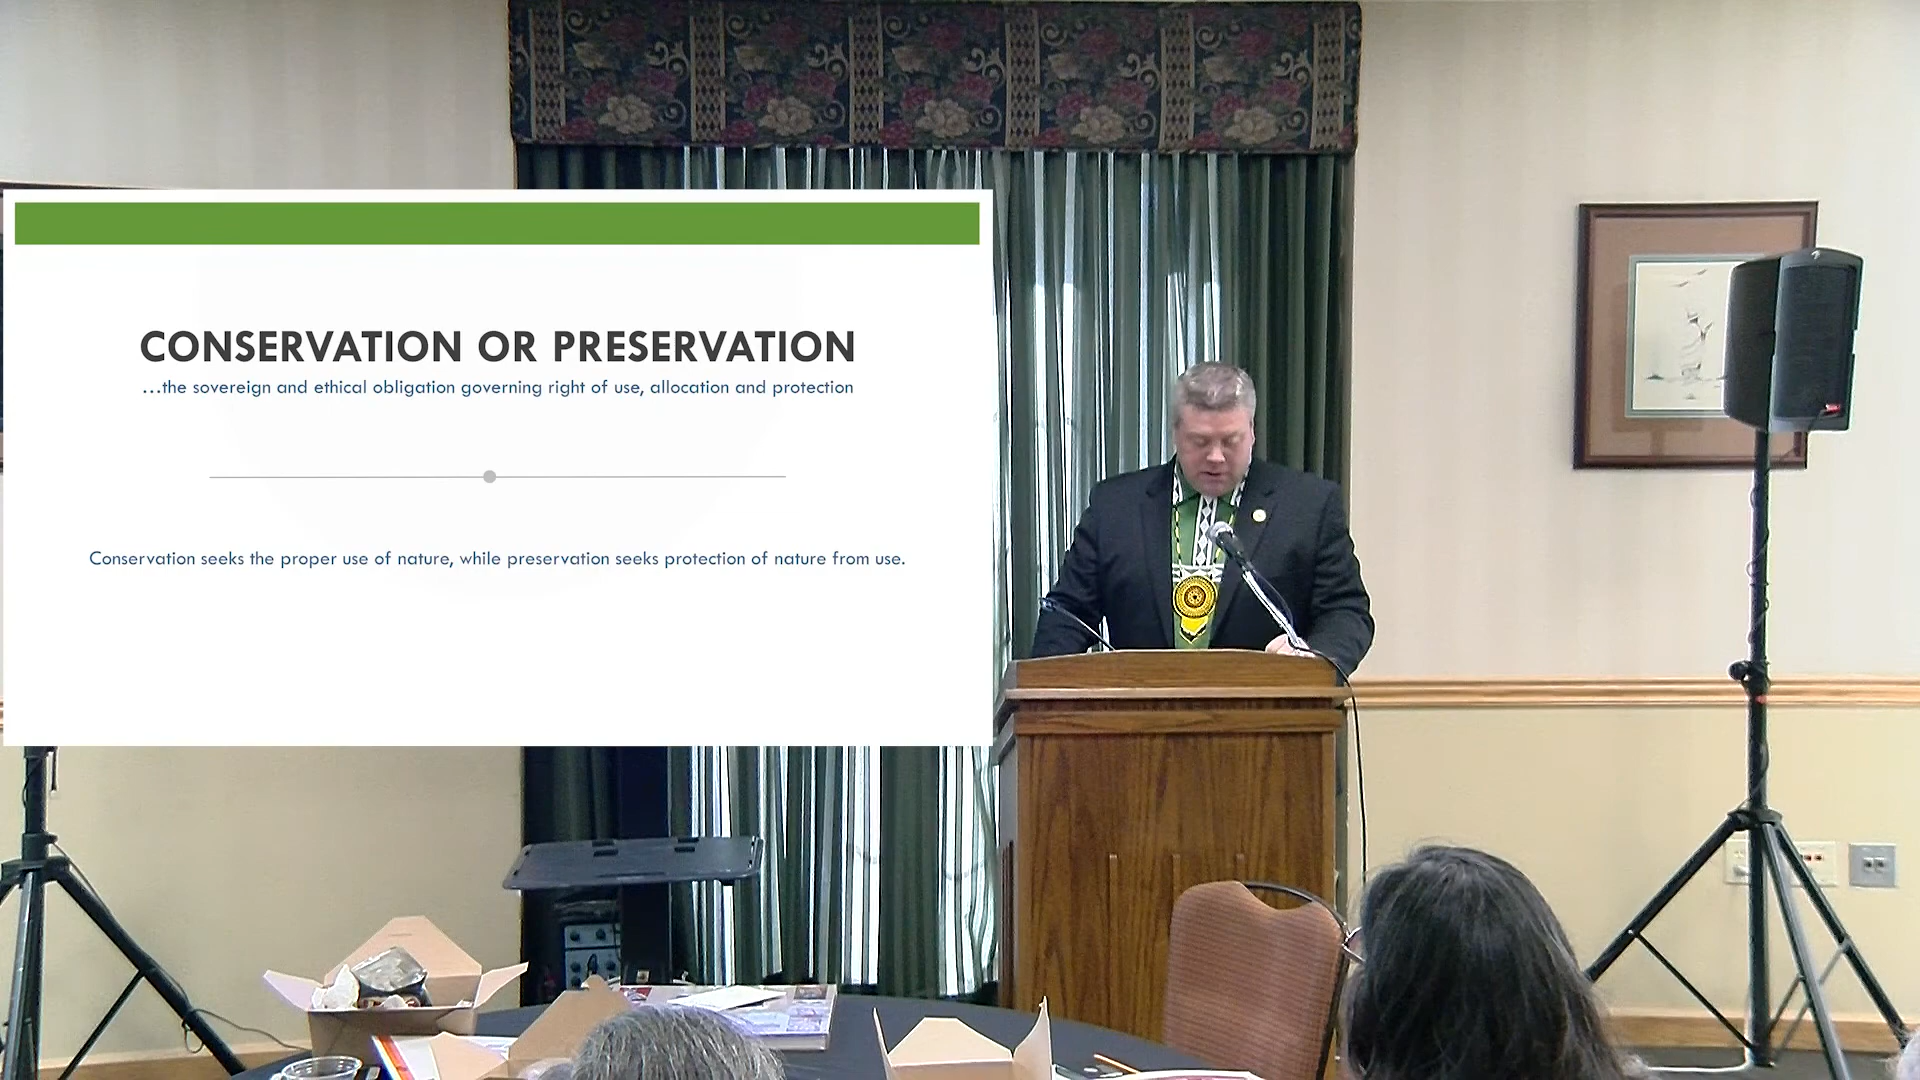 CONSERVATION OR PRESERVATION
...the sovereign and ethical obligation governing right of use, allocation and protection
Conservation seeks the proper use of nature, while preservation seeks protection of nature from use.